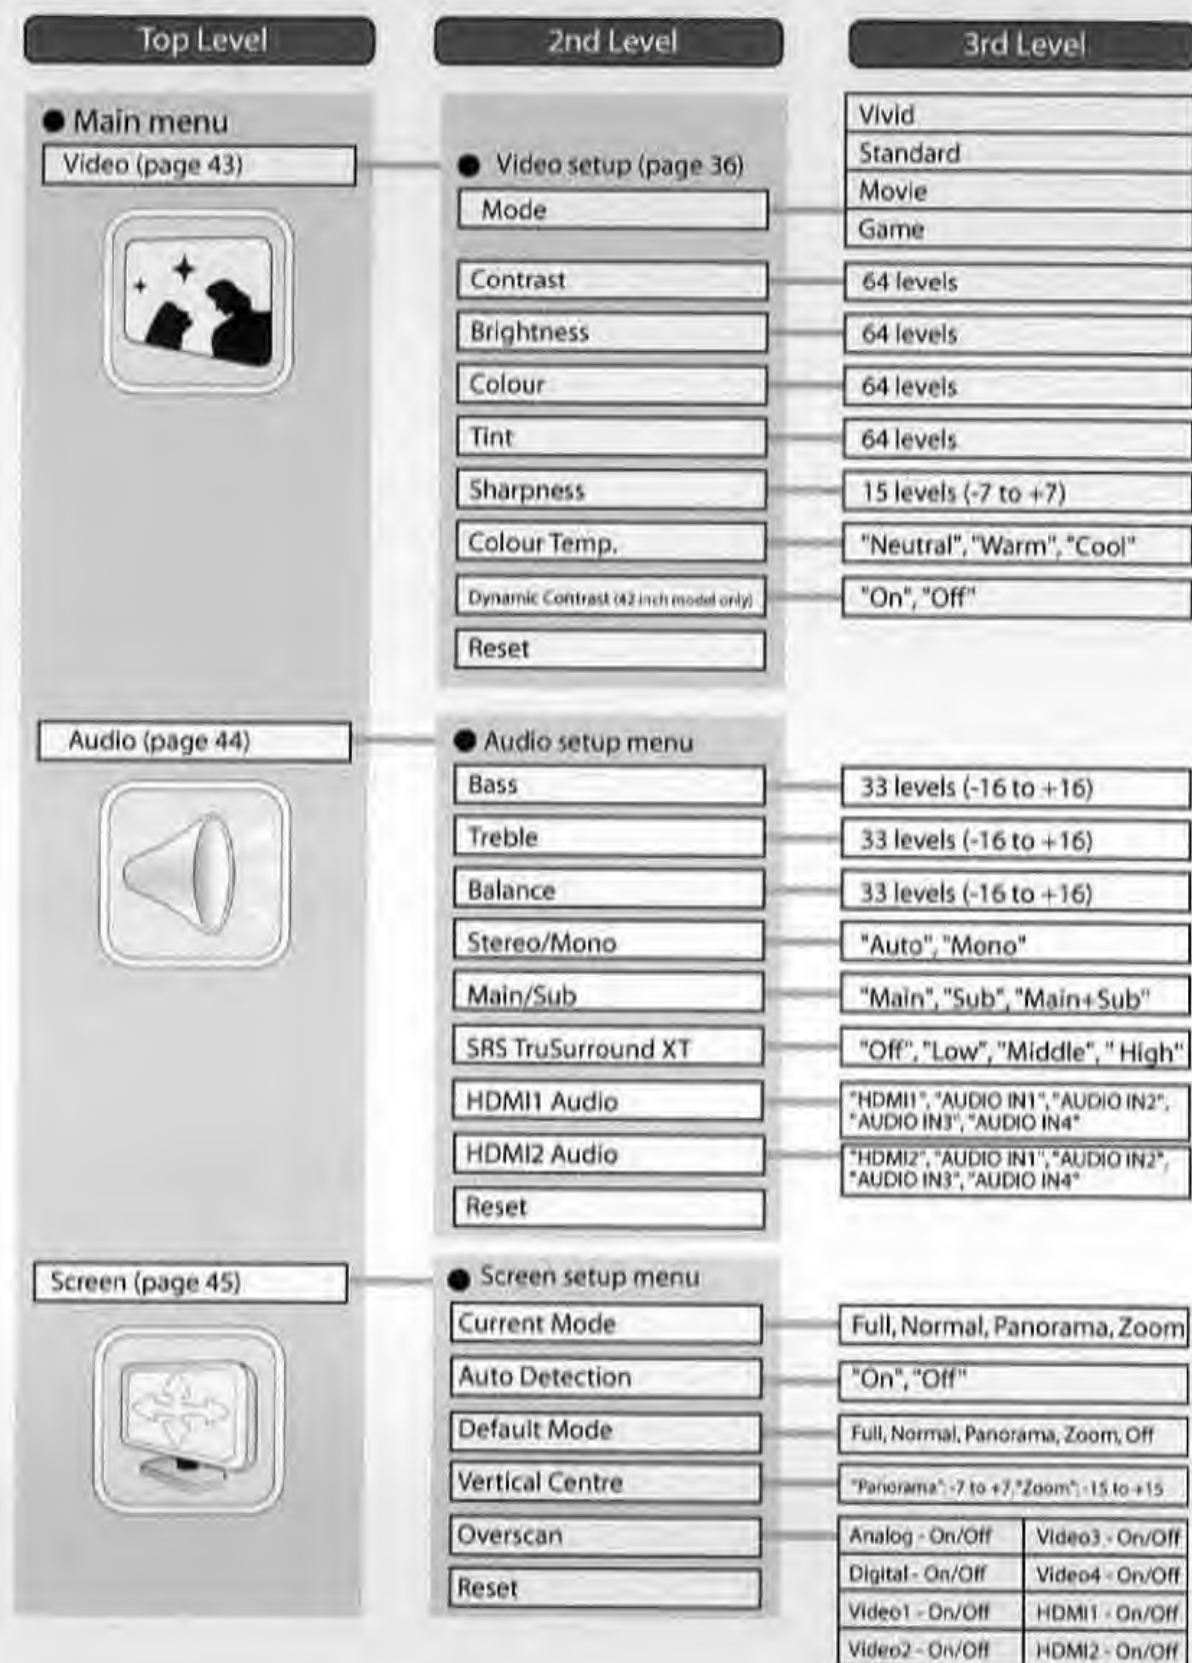 Top Level
2nd Level
3rd Level
Main menu
Video (page 43)
Video setup (page 36)
Mode
Vivid
Standard
Movie
Game
Contrast
64 levels
Brightness
64 levels
Colour
64 levels
Tint
64 levels
Sharpness
15 levels (-7 to +7)
Colour Temp.
"Neutral", "Warm", "Cool"
Dynamic Contrast (42 inch model only)
"On", "Off"
Reset
Audio (page 44)
Audio setup menu
Bass
33 levels (-16 to +16)
Treble
33 levels (-16 to +16)
Balance
33 levels (-16 to +16)
Stereo/Mono
"Auto", "Mono"
Main/Sub
"Main", "Sub", "Main+Sub"
SRS TruSurround XT
"Off", "Low", "Middle", " High"
HDMI1 Audio
"HDMI1", "AUDIO IN1", "AUDIO IN2",
"AUDIO IN3", "AUDIO IN4"
HDMI2 Audio
"HDMI2", "AUDIO IN1", "AUDIO IN2",
"AUDIO IN3", "AUDIO IN4"
Reset
Screen (page 45)
Screen setup menu
Current Mode
Full, Normal, Panorama, Zoom
Auto Detection
"On", "Off"
Default Mode
Full, Normal, Panorama, Zoom, Off
Vertical Centre
"Panorama": -7 to +7, "Zoom": -15 to +15
Overscan
Analog - On/Off
Video3 - On/Off
Digital - On/Off
Video4 - On/Off
Video1 - On/Off
HDMI1 - On/Off
Video2 - On/Off
HDMI2 - On/Off
Reset